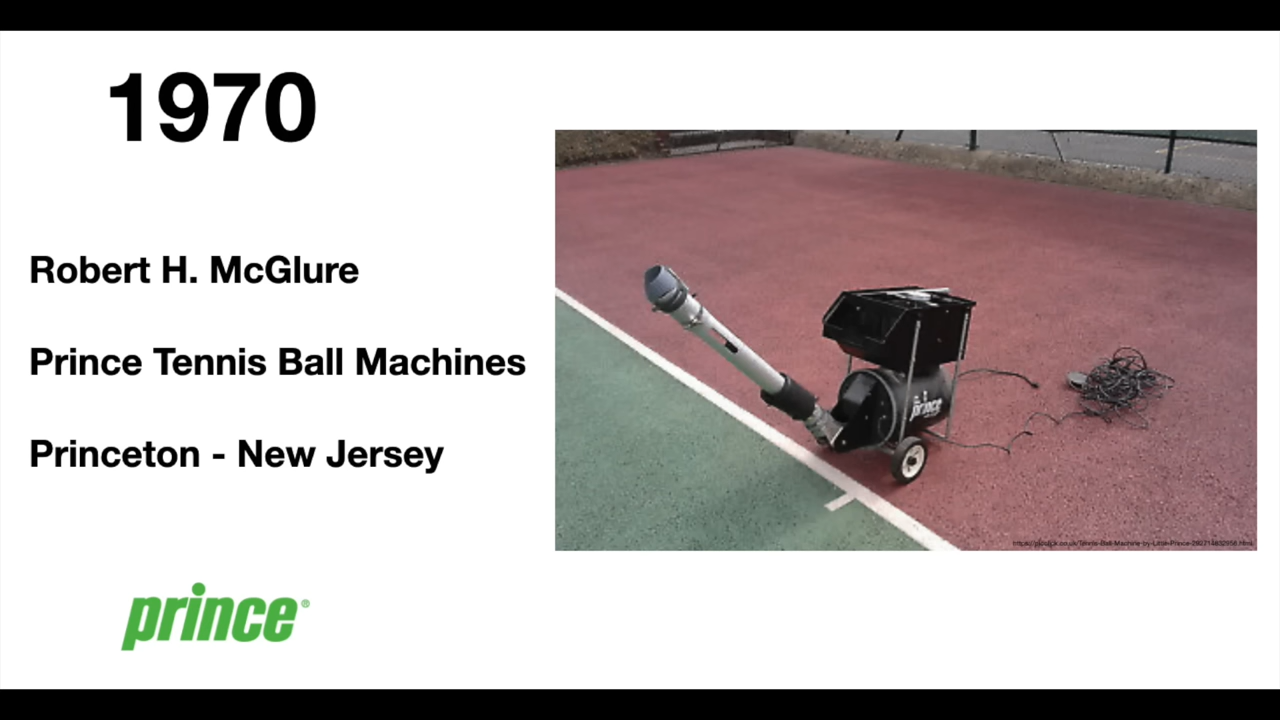 1970
Robert H. McGlure
Prince Tennis Ball Machines
Princeton - New Jersey
prince®
prince